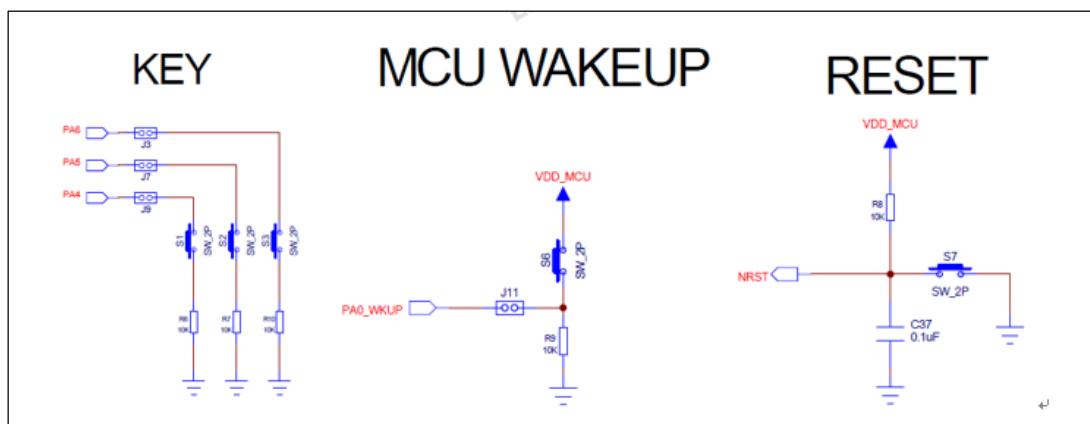 KEY
PA6
J3
PA5
J7
PA4
J9
S1
SW_2P
S2
SW_2P
S3
SW_2P
R6
10K
R7
10K
R10
10K
MCU WAKEUP
VDD_MCU
S6
SW_2P
PA0_WKUP
J11
R9
10K
RESET
VDD_MCU
R8
10K
NRST
S7
SW_2P
C37
0.1uF